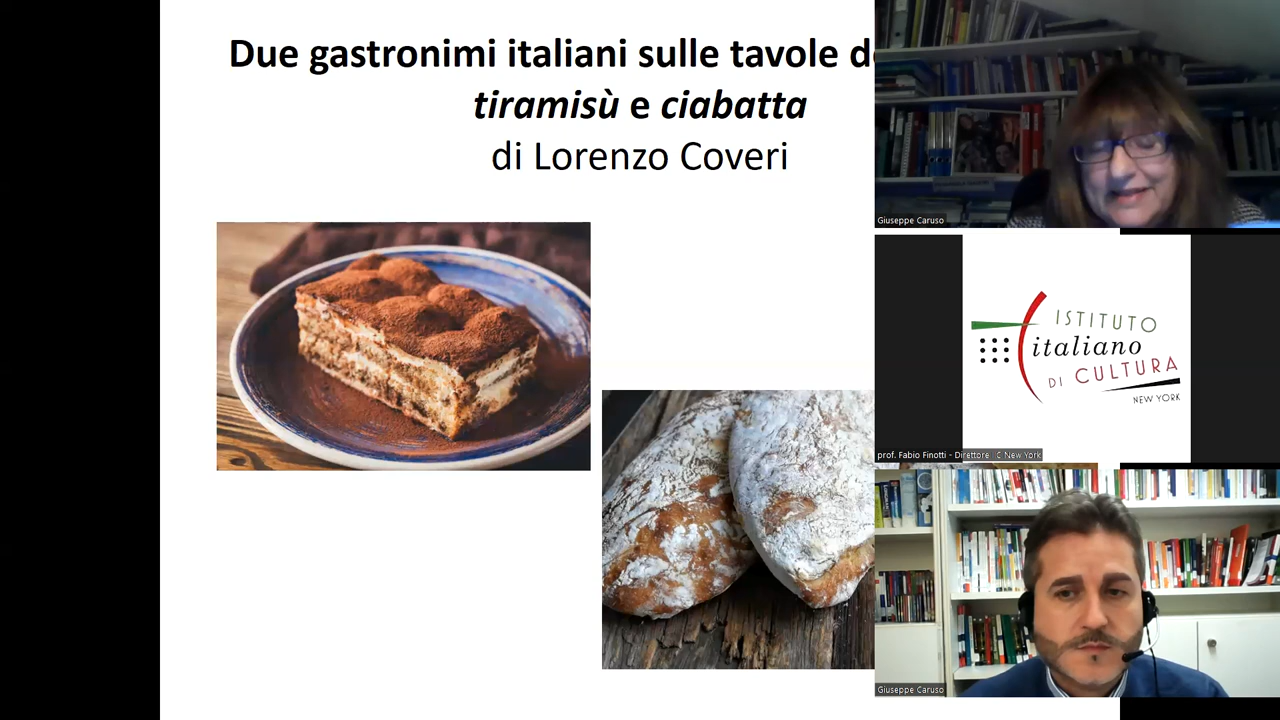 Due gastronimi italiani sulle tavole
tiramisù e ciabatta
di Lorenzo Coveri
Giuseppe Caruso
ISTITUTO
italiano
DI CULTURA
NEW YORK
prof. Fabio Finotti - Direttore IIC New York
Giuseppe Caruso